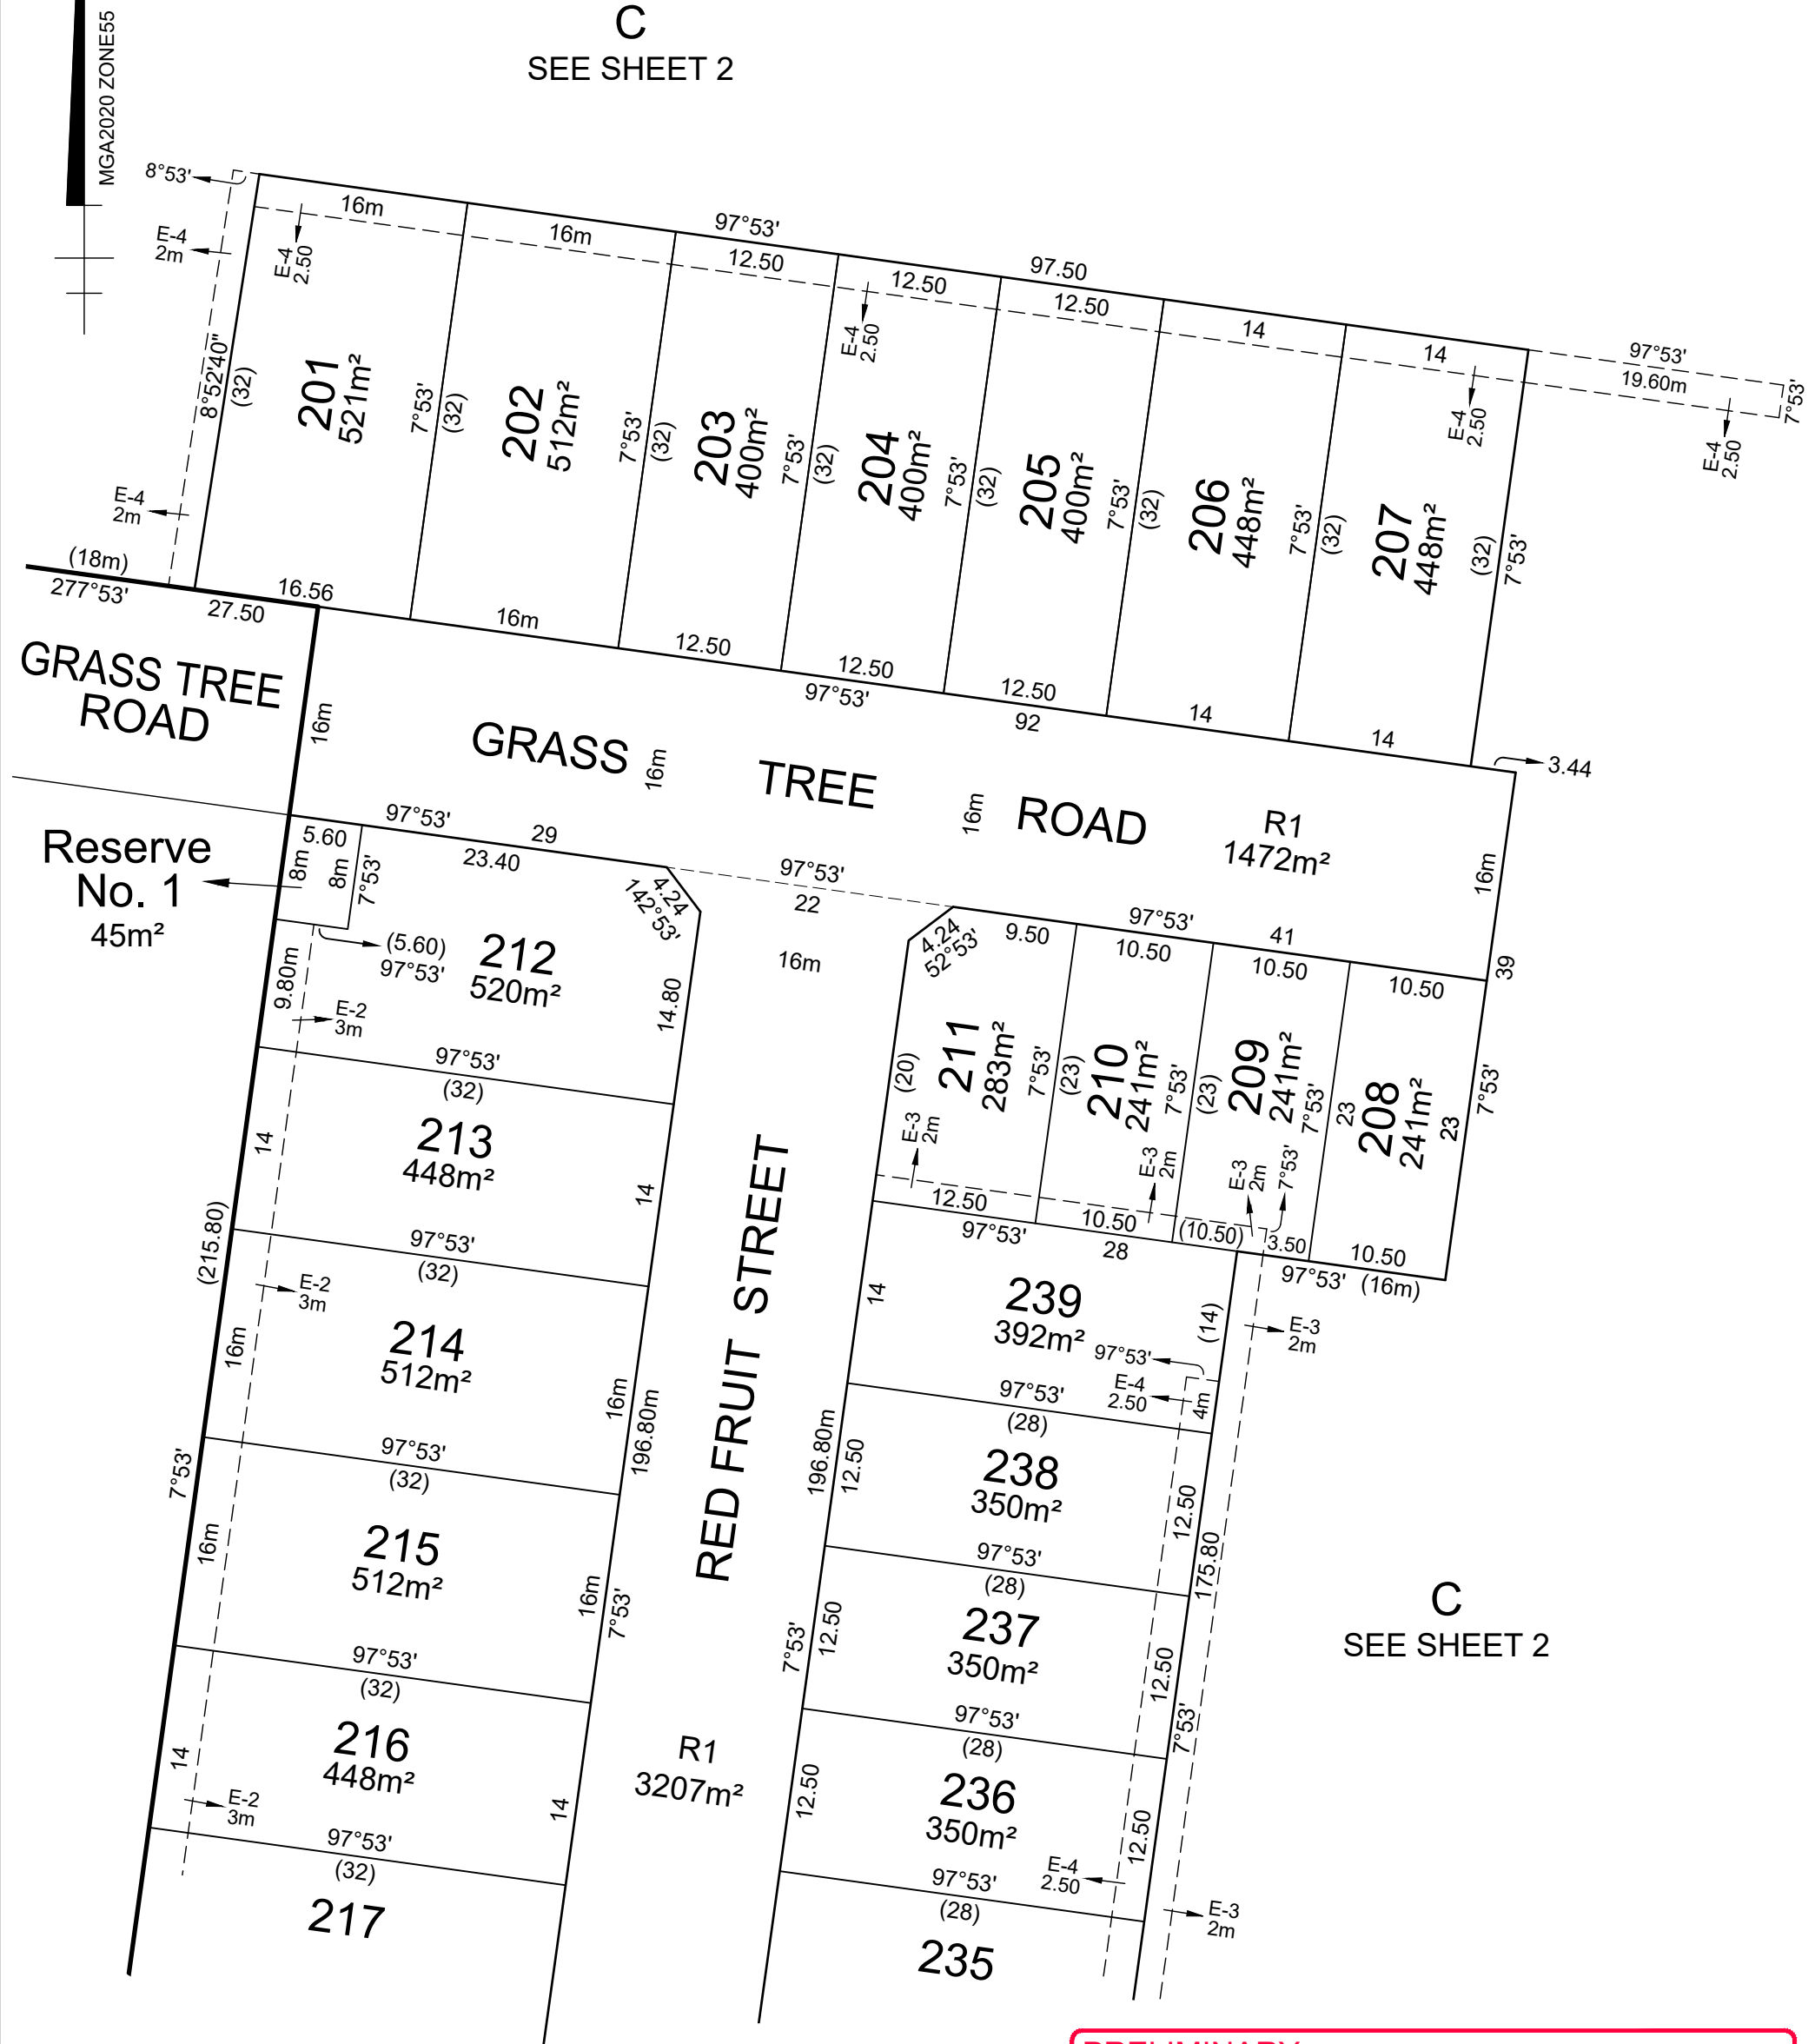 MGA2020 ZONE55
C
SEE SHEET 2
8°53'
E-4
2m
E-4
2.50
16m
16m
97°53'
12.50
12.50
97.50
12.50
14
14
97°53'
19.60m
7°53'
E-4
2.50
E-4
2.50
E-4
2.50
8°52'40"
(32)
201
521m²
7°53'
(32)
202
512m²
7°53'
(32)
203
400m²
7°53'
(32)
204
400m²
7°53'
(32)
205
400m²
7°53'
(32)
206
448m²
7°53'
(32)
207
448m²
(32)
7°53'
E-4
2m
(18m)
277°53'
27.50
16.56
16m
12.50
12.50
97°53'
12.50
92
14
14
3.44
GRASS TREE
ROAD
16m
GRASS
16m
TREE
16m
ROAD
R1
1472m²
16m
Reserve
No. 1
45m²
5.60
8m
8m
7°53'
97°53'
29
23.40
4.24
142°53'
97°53'
22
16m
4.24
52°53'
9.50
97°53'
10.50
41
10.50
10.50
39
(5.60)
97°53'
9.80m
212
520m²
14.80
E-2
3m
97°53'
(32)
(20)
211
283m²
7°53'
(23)
210
241m²
7°53'
(23)
209
241m²
7°53'
23
208
241m²
23
7°53'
E-3
2m
E-3
2m
E-3
2m
7°53'
12.50
10.50
(10.50)
3.50
10.50
97°53'
28
97°53'
(16m)
14
213
448m²
14
(215.80)
97°53'
(32)
E-2
3m
14
239
392m²
(14)
E-3
2m
97°53'
E-4
2.50
4m
16m
214
512m²
16m
196.80m
97°53'
(32)
RED FRUIT STREET
97°53'
(28)
196.80m
12.50
238
350m²
12.50
175.80
7°53'
16m
215
512m²
16m
7°53'
97°53'
(28)
7°53'
12.50
237
350m²
12.50
7°53'
C
SEE SHEET 2
97°53'
(32)
14
216
448m²
14
E-2
3m
R1
3207m²
97°53'
(28)
12.50
236
350m²
12.50
E-4
2.50
97°53'
(32)
217
97°53'
(28)
235
E-3
2m
PRELIMINARY